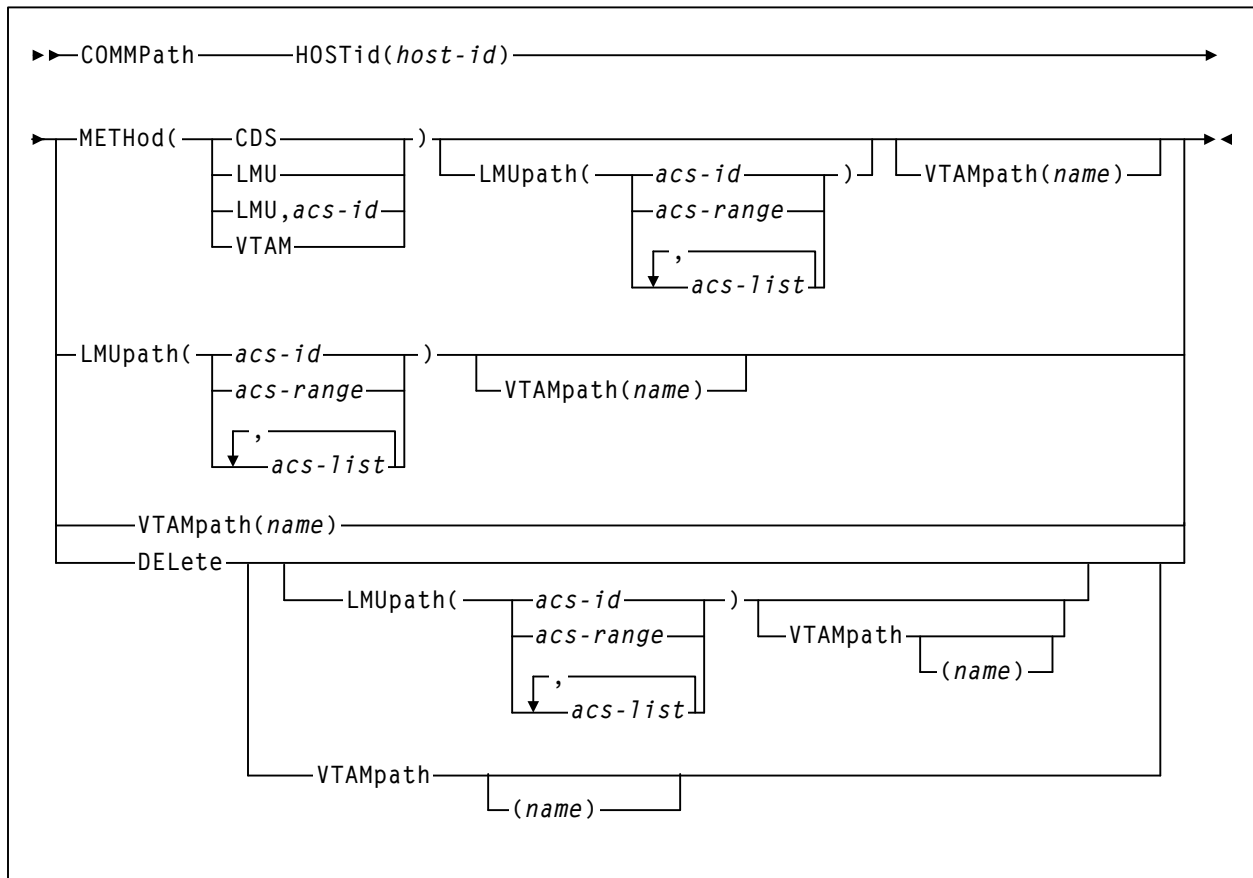 COMMPath HOSTid(host-id)
METHod( CDS ) 
LMU LMUpath( acs-id ) VTAMpath(name)
LMU,acs-id acs-range
VTAM ,
acs-list
LMUpath( acs-id )
acs-range VTAMpath(name)
,
acs-list
VTAMpath(name)
DELete
LMUpath( acs-id )
acs-range VTAMpath
(name)
,
acs-list
VTAMpath
(name)